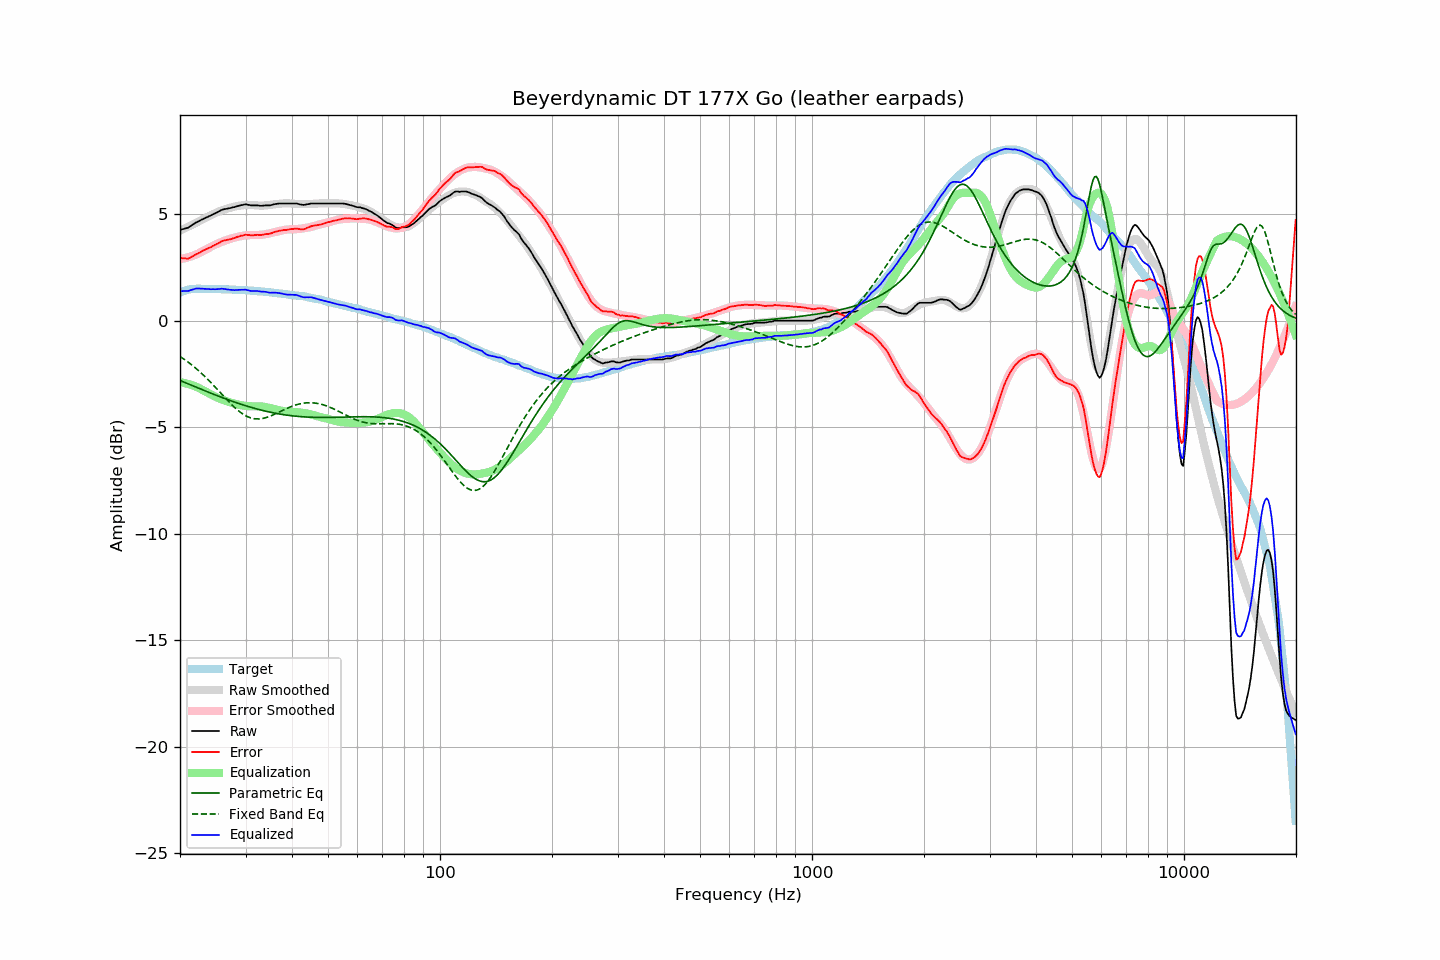 Beyerdynamic DT 177X Go (leather earpads)
5
0
−5
−10
−15
−20
−25
Amplitude (dBr)
Target
Raw Smoothed
Error Smoothed
Raw
Error
Equalization
Parametric Eq
Fixed Band Eq
Equalized
100
1000
10000
Frequency (Hz)